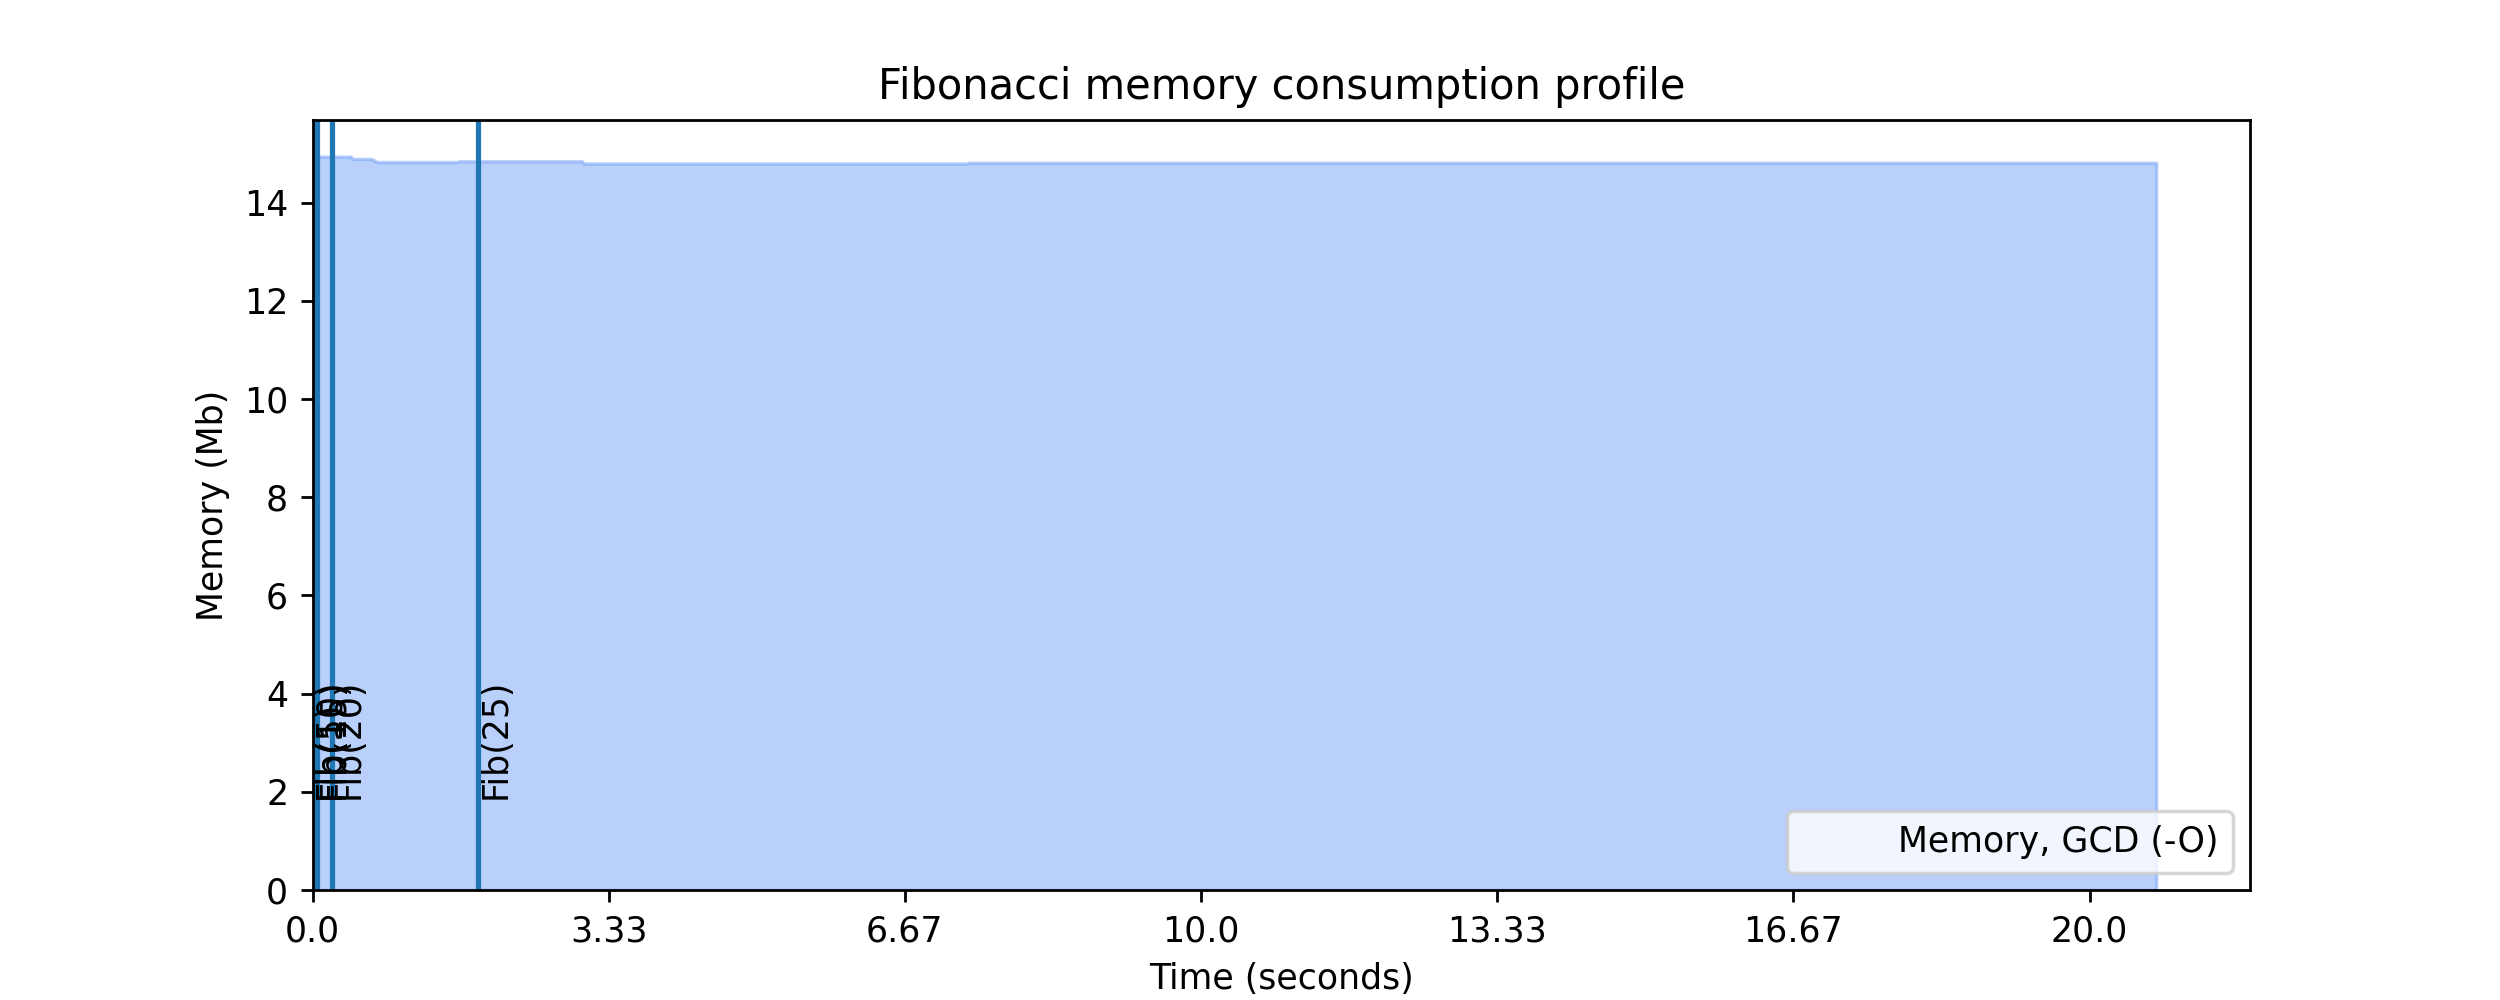 Fibonacci memory consumption profile
Memory (Mb)
14
12
10
8
6
4
2
0
Fib(20)
Fib(25)
Memory, GCD (-O)
0.0 3.33 6.67 10.0 13.33 16.67 20.0
Time (seconds)